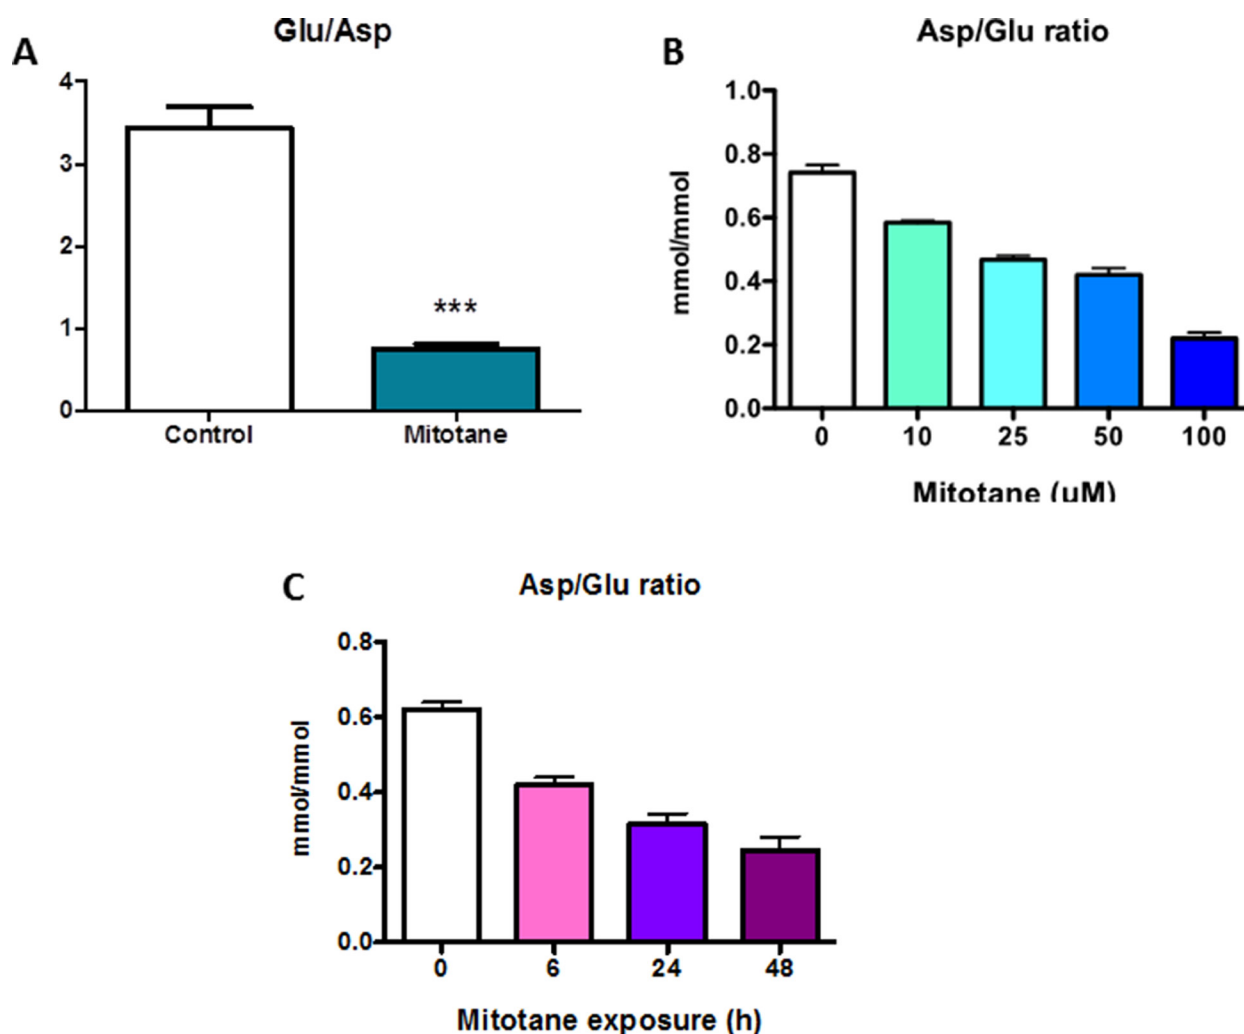 A
Glu/Asp
4
3
2
1
0
***
Control Mitotane
B
Asp/Glu ratio
mmol/mmol
1.0
0.8
0.6
0.4
0.2
0.0
0 10 25 50 100
Mitotane (uM)
C
Asp/Glu ratio
mmol/mmol
0.8
0.6
0.4
0.2
0.0
0 6 24 48
Mitotane exposure (h)